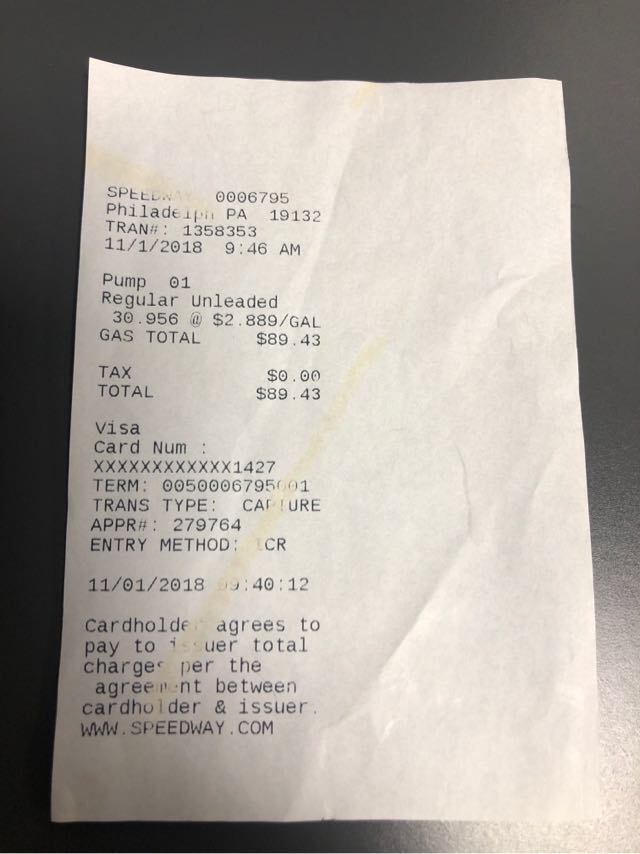 SPEEDWAY 0006795
Philadelph PA 19132
TRAN#: 1358353
11/1/2018 9:46 AM
Pump 01
Regular Unleaded
30.956 @ $2.889/GAL
GAS TOTAL $89.43
TAX $0.00
TOTAL $89.43
Visa
Card Num :
XXXXXXXXXXXX1427
TERM: 0050006795001
TRANS TYPE: CAPTURE
APPR#: 279764
ENTRY METHOD:
11/01/2018 09:40:12
Cardholder agrees to
pay to issuer total
charges per the
agreement between
cardholder & issuer.
WWW.SPEEDWAY.COM